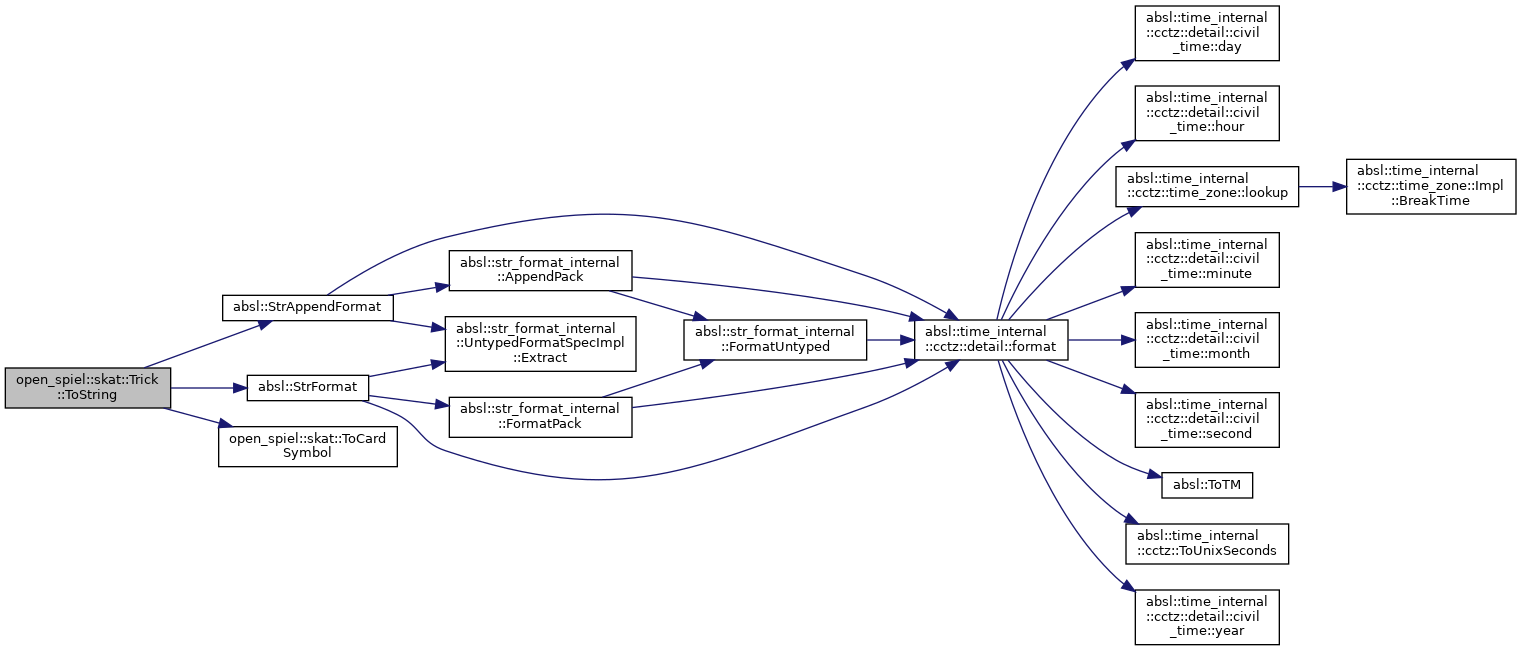 open_spiel::skat::Trick
::ToString
absl::StrAppendFormat
absl::StrFormat
open_spiel::skat::ToCard
Symbol
absl::str_format_internal
::AppendPack
absl::str_format_internal
::UntypedFormatSpecImpl
::Extract
absl::str_format_internal
::FormatPack
absl::str_format_internal
::FormatUntyped
absl::time_internal
::cctz::detail::format
absl::time_internal
::cctz::detail::civil
_time::day
absl::time_internal
::cctz::detail::civil
_time::hour
absl::time_internal
::cctz::time_zone::lookup
absl::time_internal
::cctz::time_zone::Impl
::BreakTime
absl::time_internal
::cctz::detail::civil
_time::minute
absl::time_internal
::cctz::detail::civil
_time::month
absl::time_internal
::cctz::detail::civil
_time::second
absl::ToTM
absl::time_internal
::cctz::ToUnixSeconds
absl::time_internal
::cctz::detail::civil
_time::year